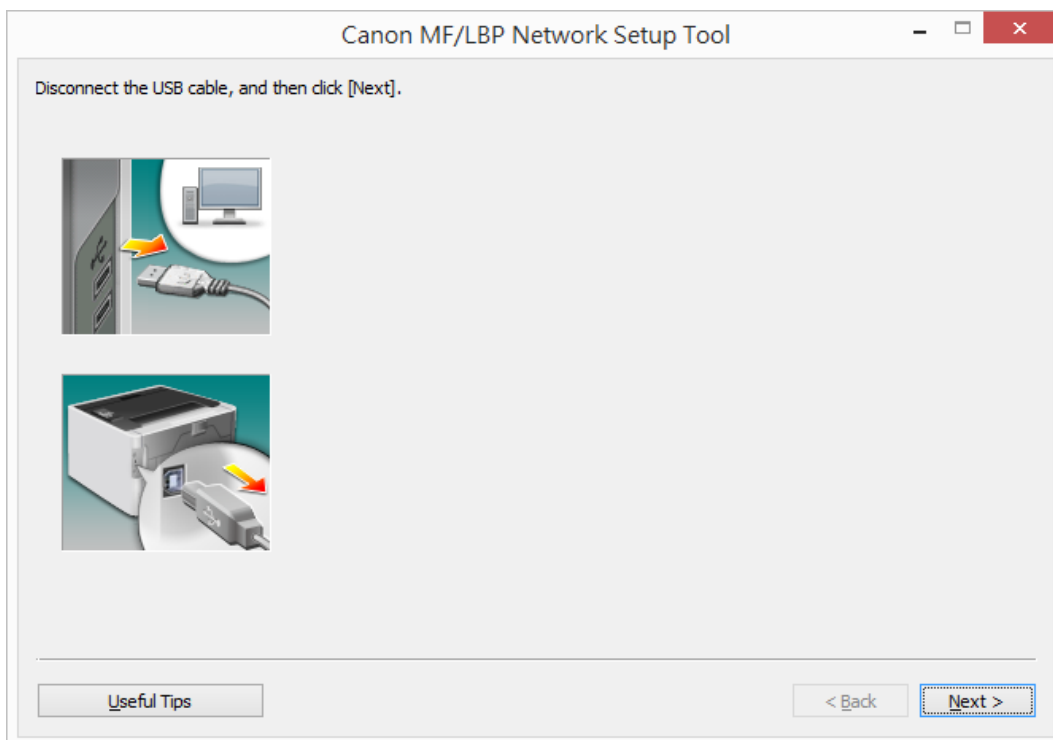 Canon MF/LBP Network Setup Tool
Disconnect the USB cable, and then click [Next].
Useful Tips
< Back
Next >